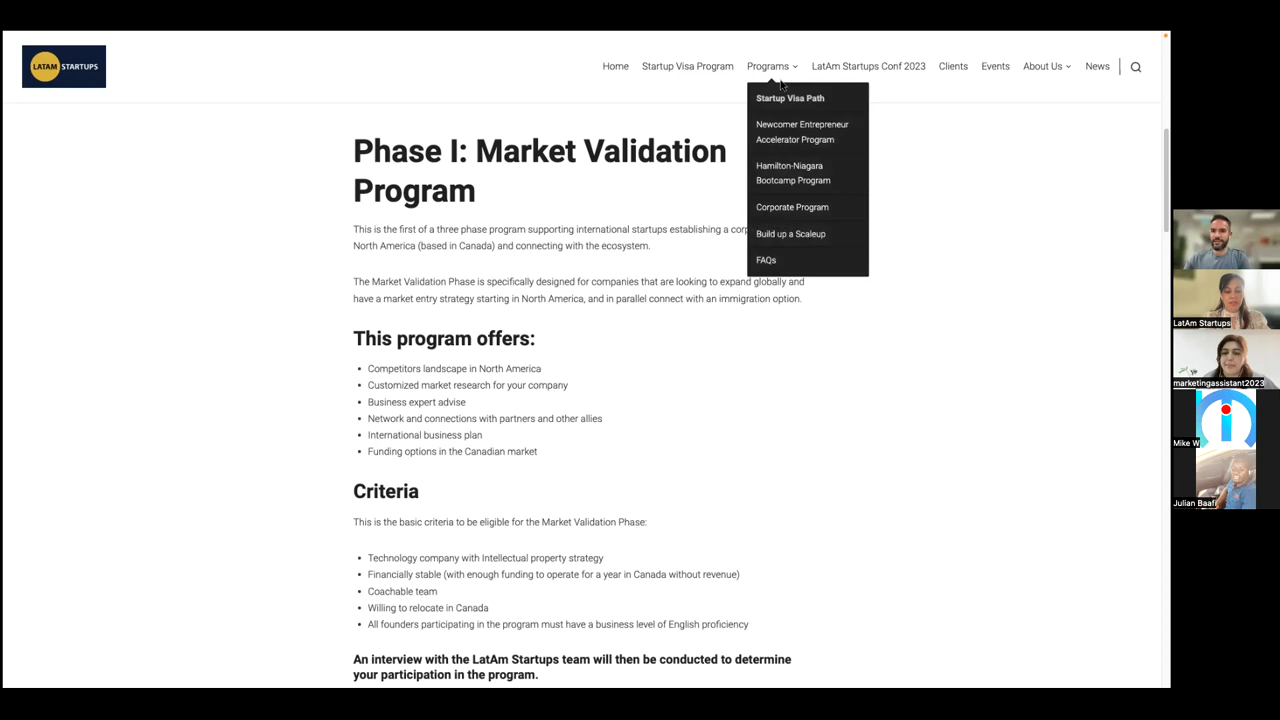 LATAM STARTUPS
Home
Startup Visa Program
Programs
LatAm Startups Conf 2023
Clients
Events
About Us
News
Startup Visa Path
Newcomer Entrepreneur
Accelerator Program
Hamilton-Niagara
Bootcamp Program
Corporate Program
Build up a Scaleup
FAQs
Phase I: Market Validation
Program
This is the first of a three phase program supporting international startups establishing a
North America (based in Canada) and connecting with the ecosystem.
The Market Validation Phase is specifically designed for companies that are looking to expand globally and
have a market entry strategy starting in North America, and in parallel connect with an immigration option.
This program offers:
• Competitors landscape in North America
• Customized market research for your company
• Business expert advise
• Network and connections with partners and other allies
• International business plan
• Funding options in the Canadian market
Criteria
This is the basic criteria to be eligible for the Market Validation Phase:
• Technology company with Intellectual property strategy
• Financially stable (with enough funding to operate for a year in Canada without revenue)
• Coachable team
• Willing to relocate in Canada
• All founders participating in the program must have a business level of English proficiency
An interview with the LatAm Startups team will then be conducted to determine
your participation in the program.
LatAm Startups
marketingassistant2023
Mike W
Julian Baafi